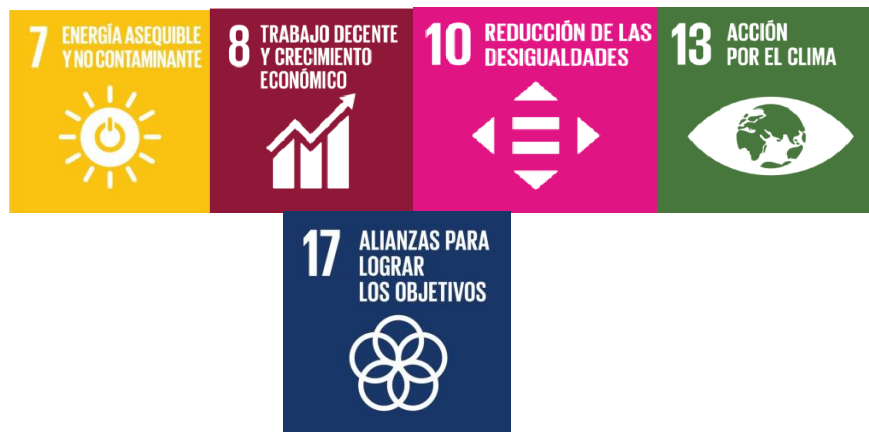 7 ENERGÍA ASEQUIBLE
Y NO CONTAMINANTE
8 TRABAJO DECENTE
Y CRECIMIENTO
ECONÓMICO
10 REDUCCIÓN DE LAS
DESIGUALDADES
13 ACCIÓN
POR EL CLIMA
17 ALIANZAS PARA
LOGRAR
LOS OBJETIVOS